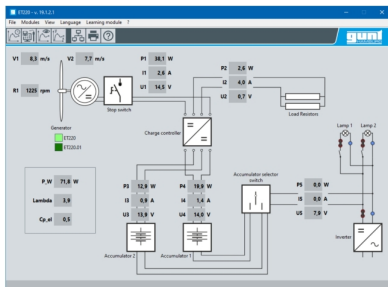 ET220 - v. 19.1.2.1
File Modules View Language Learning module ?
gunt
V1 8,3 m/s V2 7,7 m/s P1 38,1 W
I1 2,6 A
R1 1225 rpm U1 14,3 V
P2 2,6 W
I2 4,0 A
U2 0,7 V
Stop switch
Load Resistors
Generator
ET220
ET220.01
Charge controller
Lamp 1 Lamp 2
Accumulator selector
switch
P_W 71,8 W
Lambda 3,9
Cp_el 0,5
P3 12,9 W P4 19,9 W
I3 0,9 A I4 1,4 A
U3 13,9 V U4 14,0 V
P5 0,0 W
I5 0,0 A
U5 7,9 V
Inverter
Accumulator 2 Accumulator 1